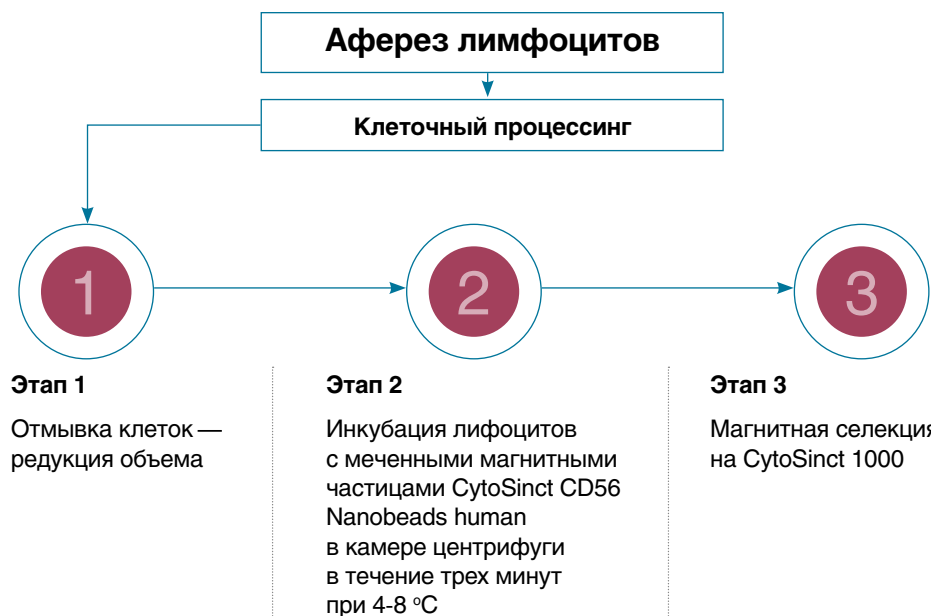 Аферез лимфоцитов
Клеточный процессинг
1
2
3
Этап 1
Отмывка клеток —
редукция объема
Этап 2
Инкубация лифоцитов
с меченными магнитными
частицами CytoSinct CD56
Nanobeads human
в камере центрифуги
в течение трех минут
при 4-8 °C
Этап 3
Магнитная селекция
на CytoSinct 1000